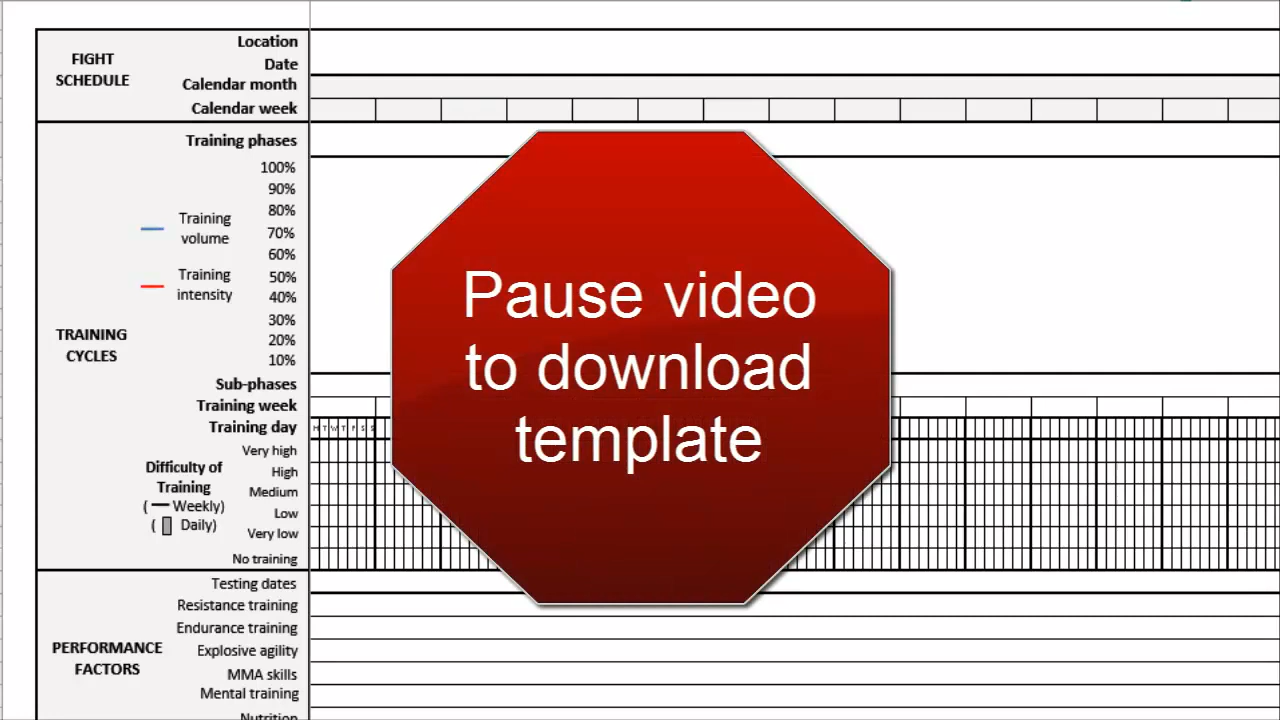 Location
FIGHT
SCHEDULE
Date
Calendar month
Calendar week
Training phases
100%
90%
80%
Training
volume
70%
60%
Training
intensity
50%
40%
30%
TRAINING
CYCLES
20%
10%
Sub-phases
Training week
Training day
Very high
Difficulty of
Training
High
Medium
( Weekly)
Low
( Daily)
Very low
No training
Pause video
to download
template
Testing dates
Resistance training
Endurance training
PERFORMANCE
FACTORS
Explosive agility
MMA skills
Mental training
Nutrition